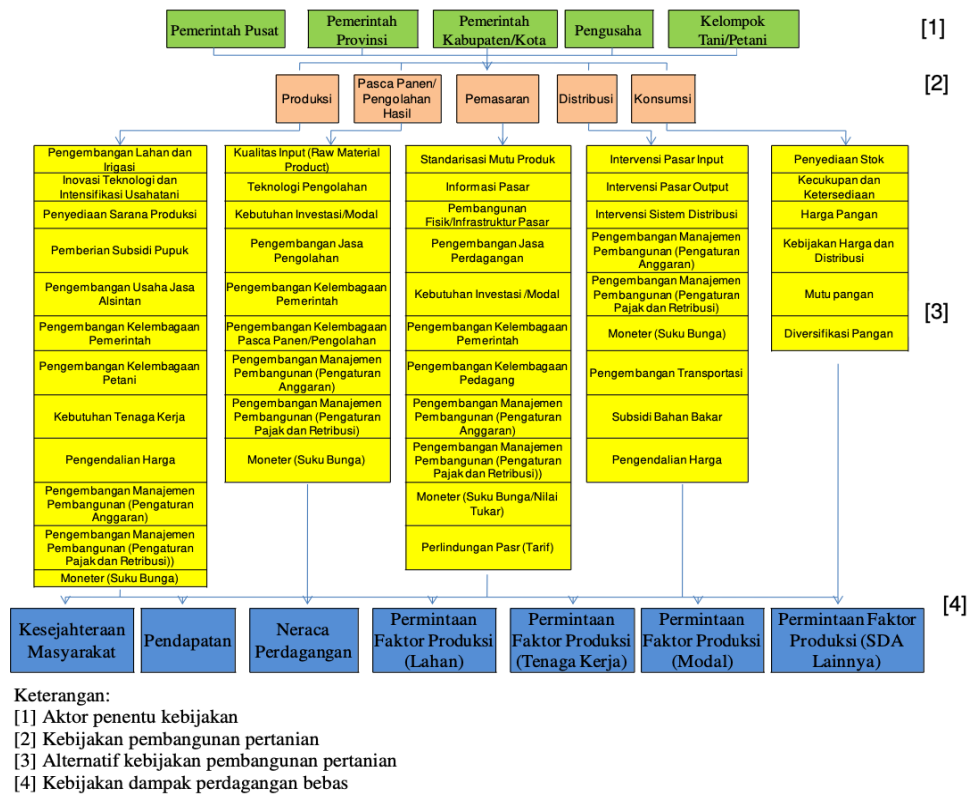 Pemerintah Pusat
Pemerintah
Provinsi
Pemerintah
Kabupaten/Kota
Pengusaha
Kelompok
Tani/Petani
[1]
Produksi
Pasca Panen/
Pengolahan
Hasil
Pemasaran
Distribusi
Konsumsi
[2]
Pengembangan Lahan dan
Irigasi
Inovasi Teknologi dan
Intensifikasi Usahatani
Penyediaan Sarana Produksi
Pemberian Subsidi Pupuk
Pengembangan Usaha Jasa
Alsintan
Pengembangan Kelembagaan
Pemerintah
Pengembangan Kelembagaan
Petani
Kebutuhan Tenaga Kerja
Pengendalian Harga
Pengembangan Manajemen
Pembangunan (Pengaturan
Anggaran)
Pengembangan Manajemen
Pembangunan (Pengaturan
Pajak dan Retribusi))
Moneter (Suku Bunga)
Kualitas Input (Raw Material
Product)
Teknologi Pengolahan
Kebutuhan Investasi/Modal
Pengembangan Jasa
Pengolahan
Pengembangan Kelembagaan
Pemerintah
Pengembangan Kelembagaan
Pasca Panen/Pengolahan
Pengembangan Manajemen
Pembangunan (Pengaturan
Anggaran)
Pengembangan Manajemen
Pembangunan (Pengaturan
Pajak dan Retribusi)
Moneter (Suku Bunga)
Standarisasi Mutu Produk
Informasi Pasar
Pembangunan
Fisik/Infrastruktur Pasar
Pengembangan Jasa
Perdagangan
Kebutuhan Investasi /Modal
Pengembangan Kelembagaan
Pemerintah
Pengembangan Kelembagaan
Pedagang
Pengembangan Manajemen
Pembangunan (Pengaturan
Anggaran)
Pengembangan Manajemen
Pembangunan (Pengaturan
Pajak dan Retribusi))
Moneter (Suku Bunga/Nilai
Tukar)
Perlindungan Pasr (Tarif)
Intervensi Pasar Input
Intervensi Pasar Output
Intervensi Sistem Distribusi
Pengembangan Manajemen
Pembangunan (Pengaturan
Anggaran)
Pengembangan Manajemen
Pembangunan (Pengaturan
Pajak dan Retribusi)
Moneter (Suku Bunga)
Pengembangan Transportasi
Subsidi Bahan Bakar
Pengendalian Harga
Penyediaan Stok
Kecukupan dan
Ketersediaan
Harga Pangan
Kebijakan Harga dan
Distribusi
Mutu pangan
Diversifikasi Pangan
[3]
Kesejahteraan
Masyarakat
Pendapatan
Neraca
Perdagangan
Permintaan
Faktor Produksi
(Lahan)
Permintaan
Faktor Produksi
(Tenaga Kerja)
Permintaan
Faktor Produksi
(Modal)
Permintaan Faktor
Produksi (SDA
Lainnya)
[4]
Keterangan:
[1] Aktor penentu kebijakan
[2] Kebijakan pembangunan pertanian
[3] Alternatif kebijakan pembangunan pertanian
[4] Kebijakan dampak perdagangan bebas